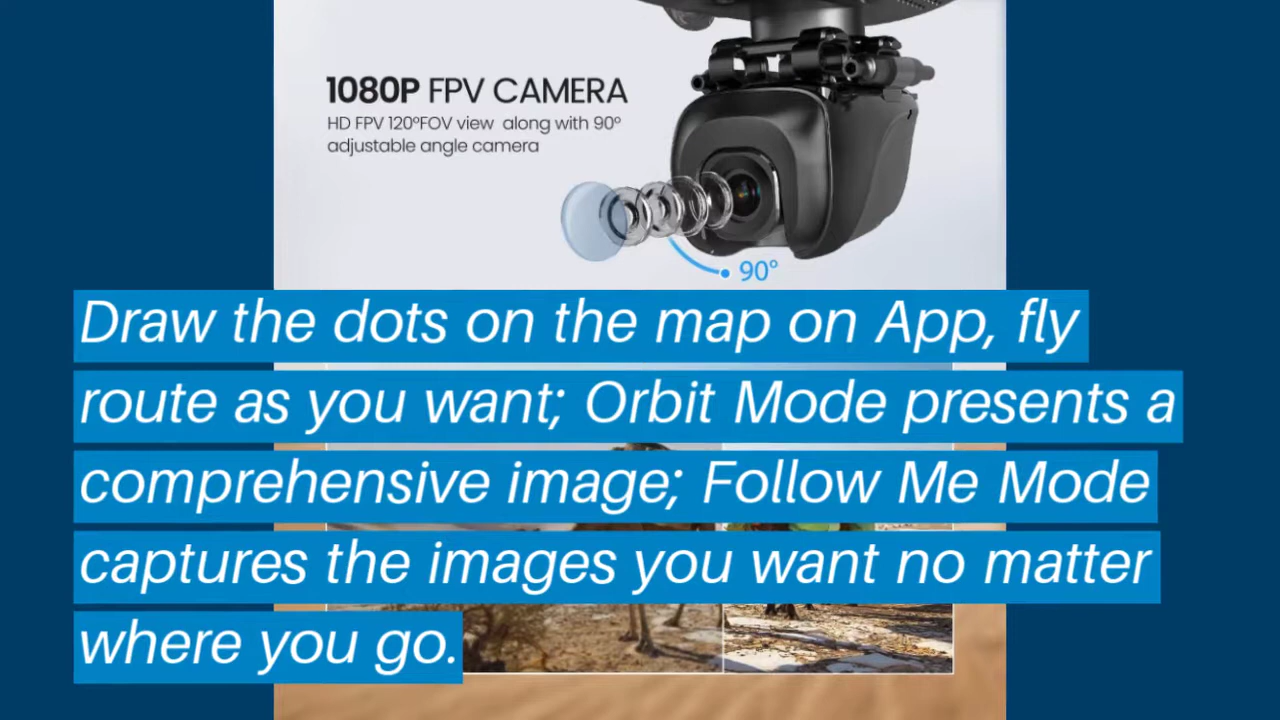 1080P FPV CAMERA
HD FPV 120°FOV view along with 90°
adjustable angle camera
90°
Draw the dots on the map on App, fly
route as you want; Orbit Mode presents a
comprehensive image; Follow Me Mode
captures the images you want no matter
where you go.